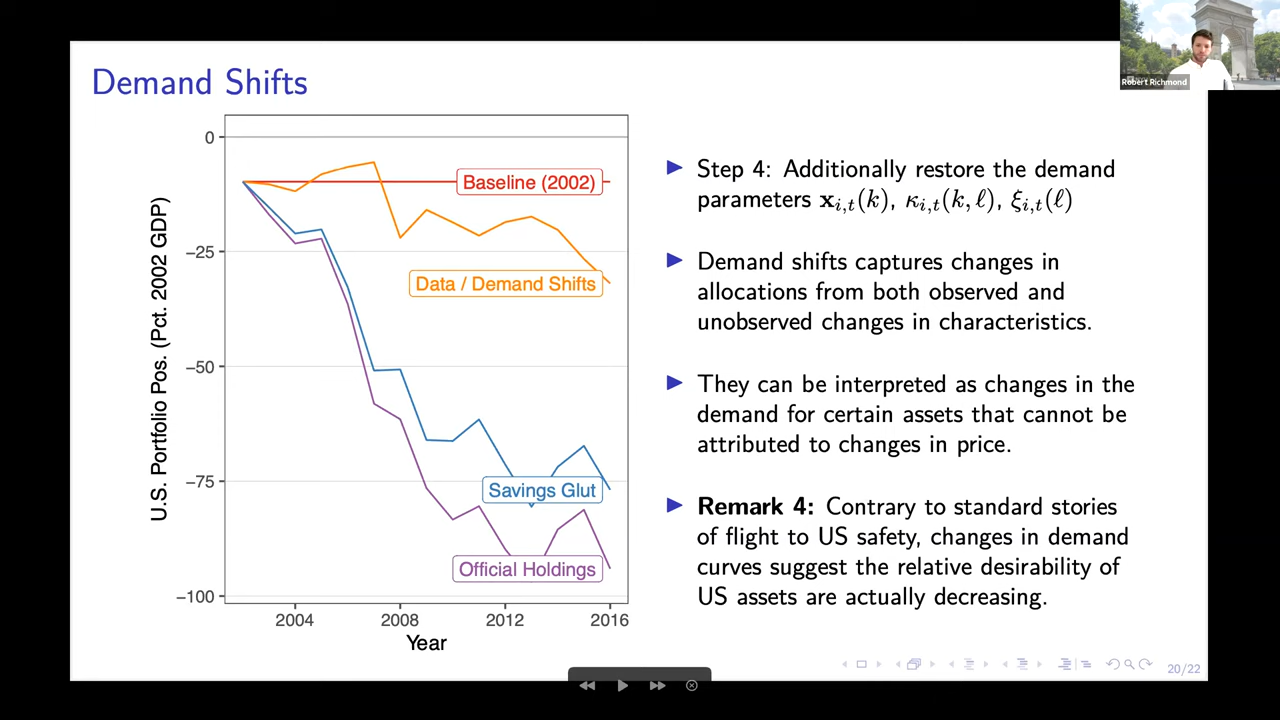 Robert Richmond
Demand Shifts
U.S. Portfolio Pos. (Pct. 2002 GDP)
0
−25
−50
−75
−100
Baseline (2002)
Data / Demand Shifts
Savings Glut
Official Holdings
2004
2008
2012
2016
Year
Step 4: Additionally restore the demand
parameters 𝐱ᵢ,ₜ(k), κᵢ,ₜ(k, ℓ), ξᵢ,ₜ(ℓ)
Demand shifts captures changes in
allocations from both observed and
unobserved changes in characteristics.
They can be interpreted as changes in the
demand for certain assets that cannot be
attributed to changes in price.
Remark 4: Contrary to standard stories
of flight to US safety, changes in demand
curves suggest the relative desirability of
US assets are actually decreasing.
20/22